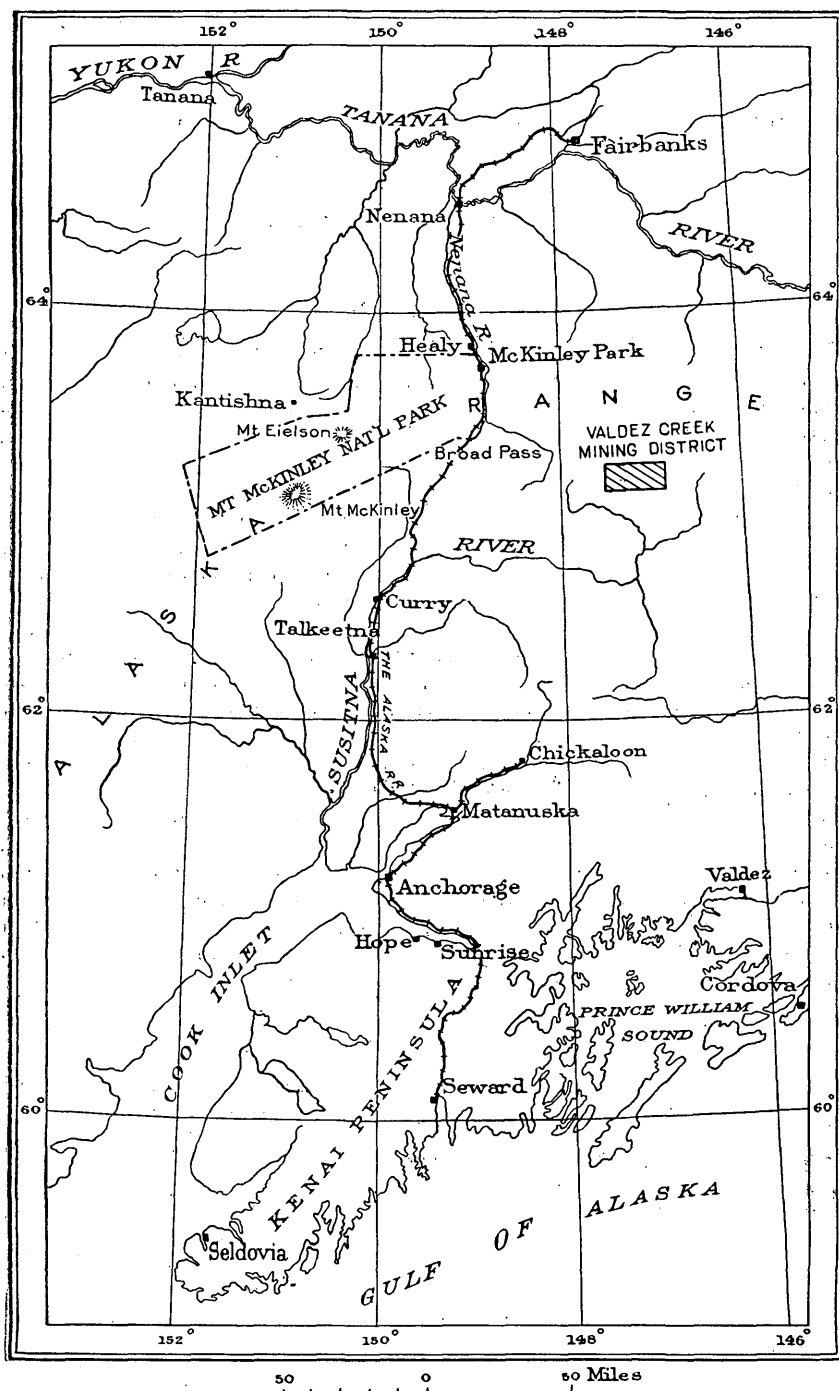 152° 150° 148° 146°
YUKON R
Tanana
TANANA
Fairbanks
Nenana
RIVER
Nenana R
64° 64°
Healy
McKinley Park
Kantishna
ALASKA RANGE
VALDEZ CREEK
MINING DISTRICT
Mt Eielson
MT McKINLEY NAT'L PARK
Broad Pass
Mt McKinley
RIVER
Curry
Talkeetna
THE ALASKA RR.
SUSITNA
62° 62°
Chickaloon
Matanuska
Valdez
Anchorage
Hope
Sunrise
COOK INLET
Cordova
PRINCE WILLIAM
SOUND
KENAI PENINSULA
Seward
60° 60°
GULF OF ALASKA
Seldovia
152° 150° 148° 146°
50 0 50 Miles